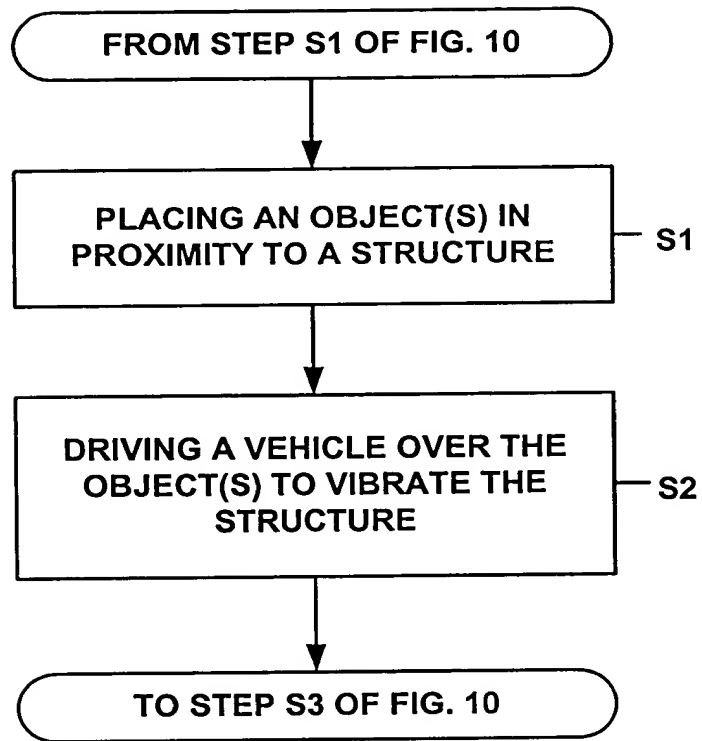 FROM STEP S1 OF FIG. 10
PLACING AN OBJECT(S) IN
PROXIMITY TO A STRUCTURE
S1
DRIVING A VEHICLE OVER THE
OBJECT(S) TO VIBRATE THE
STRUCTURE
S2
TO STEP S3 OF FIG. 10